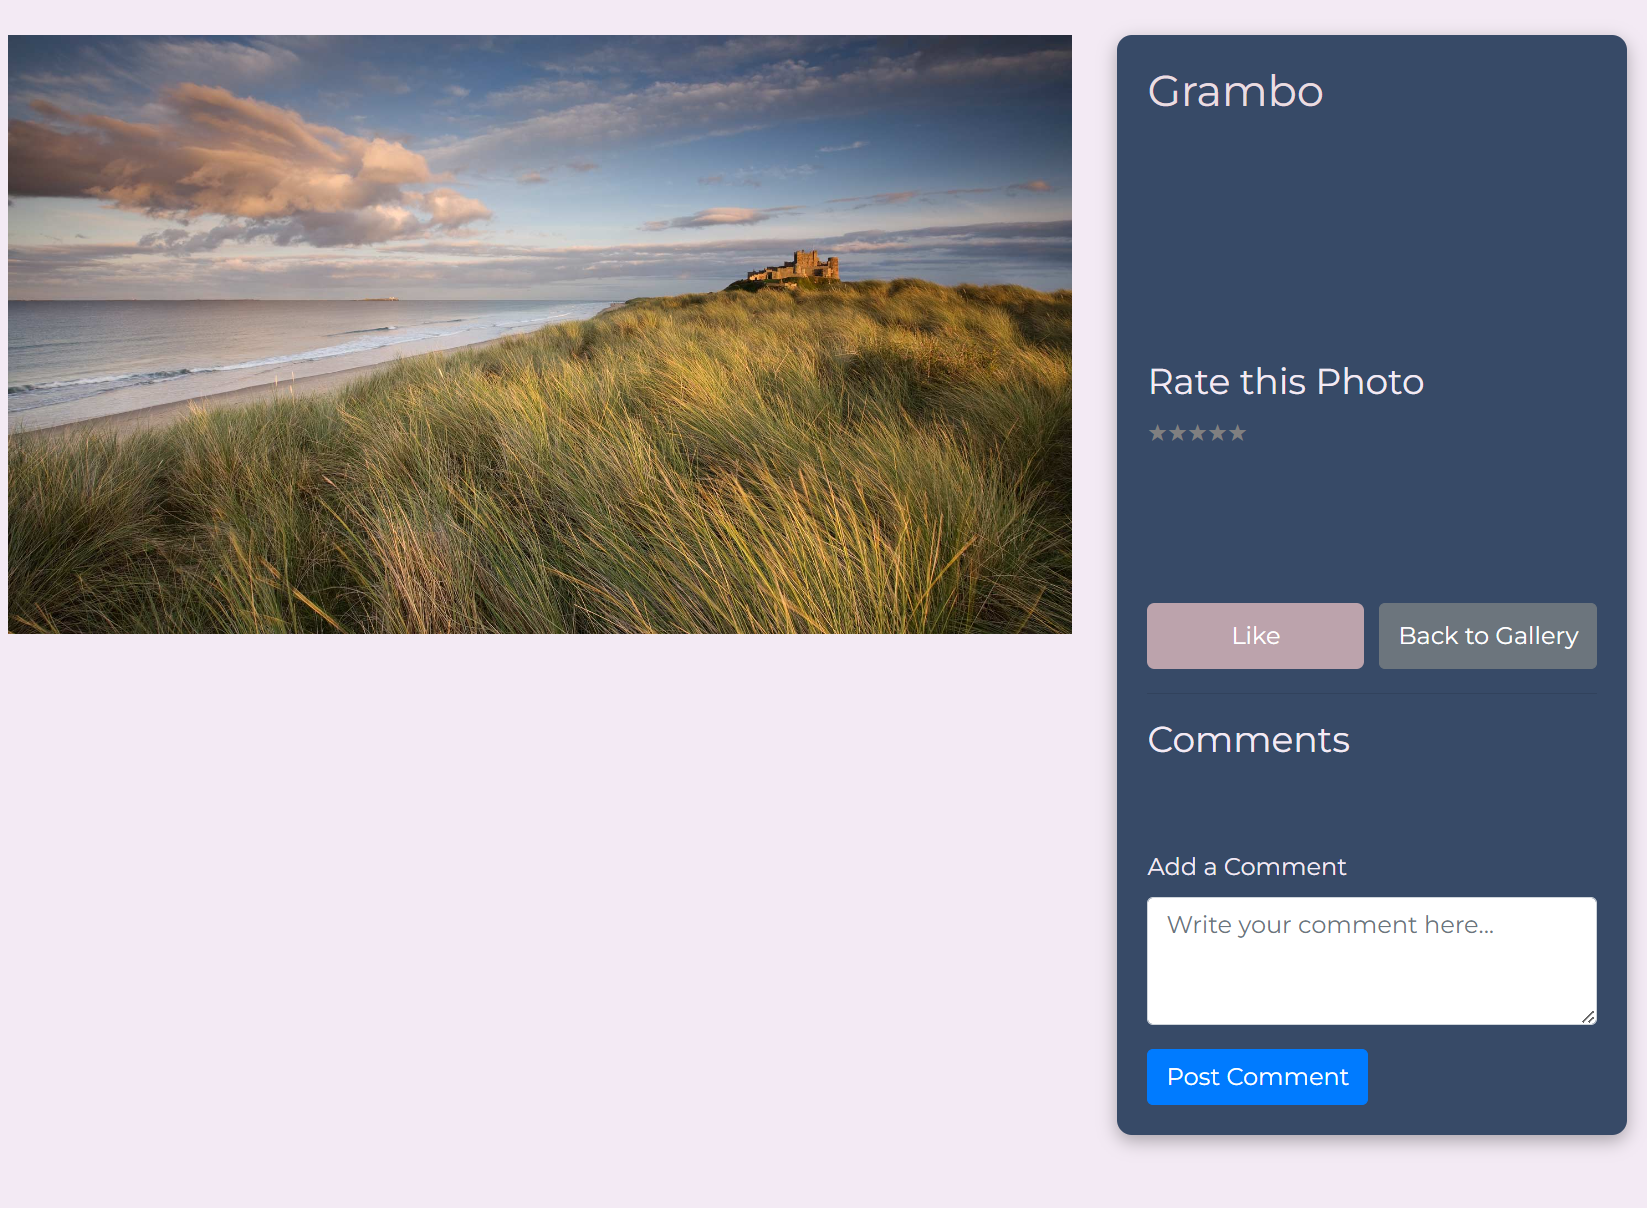 Grambo
Rate this Photo
★★★★★
Like
Back to Gallery
Comments
Add a Comment
Write your comment here...
Post Comment